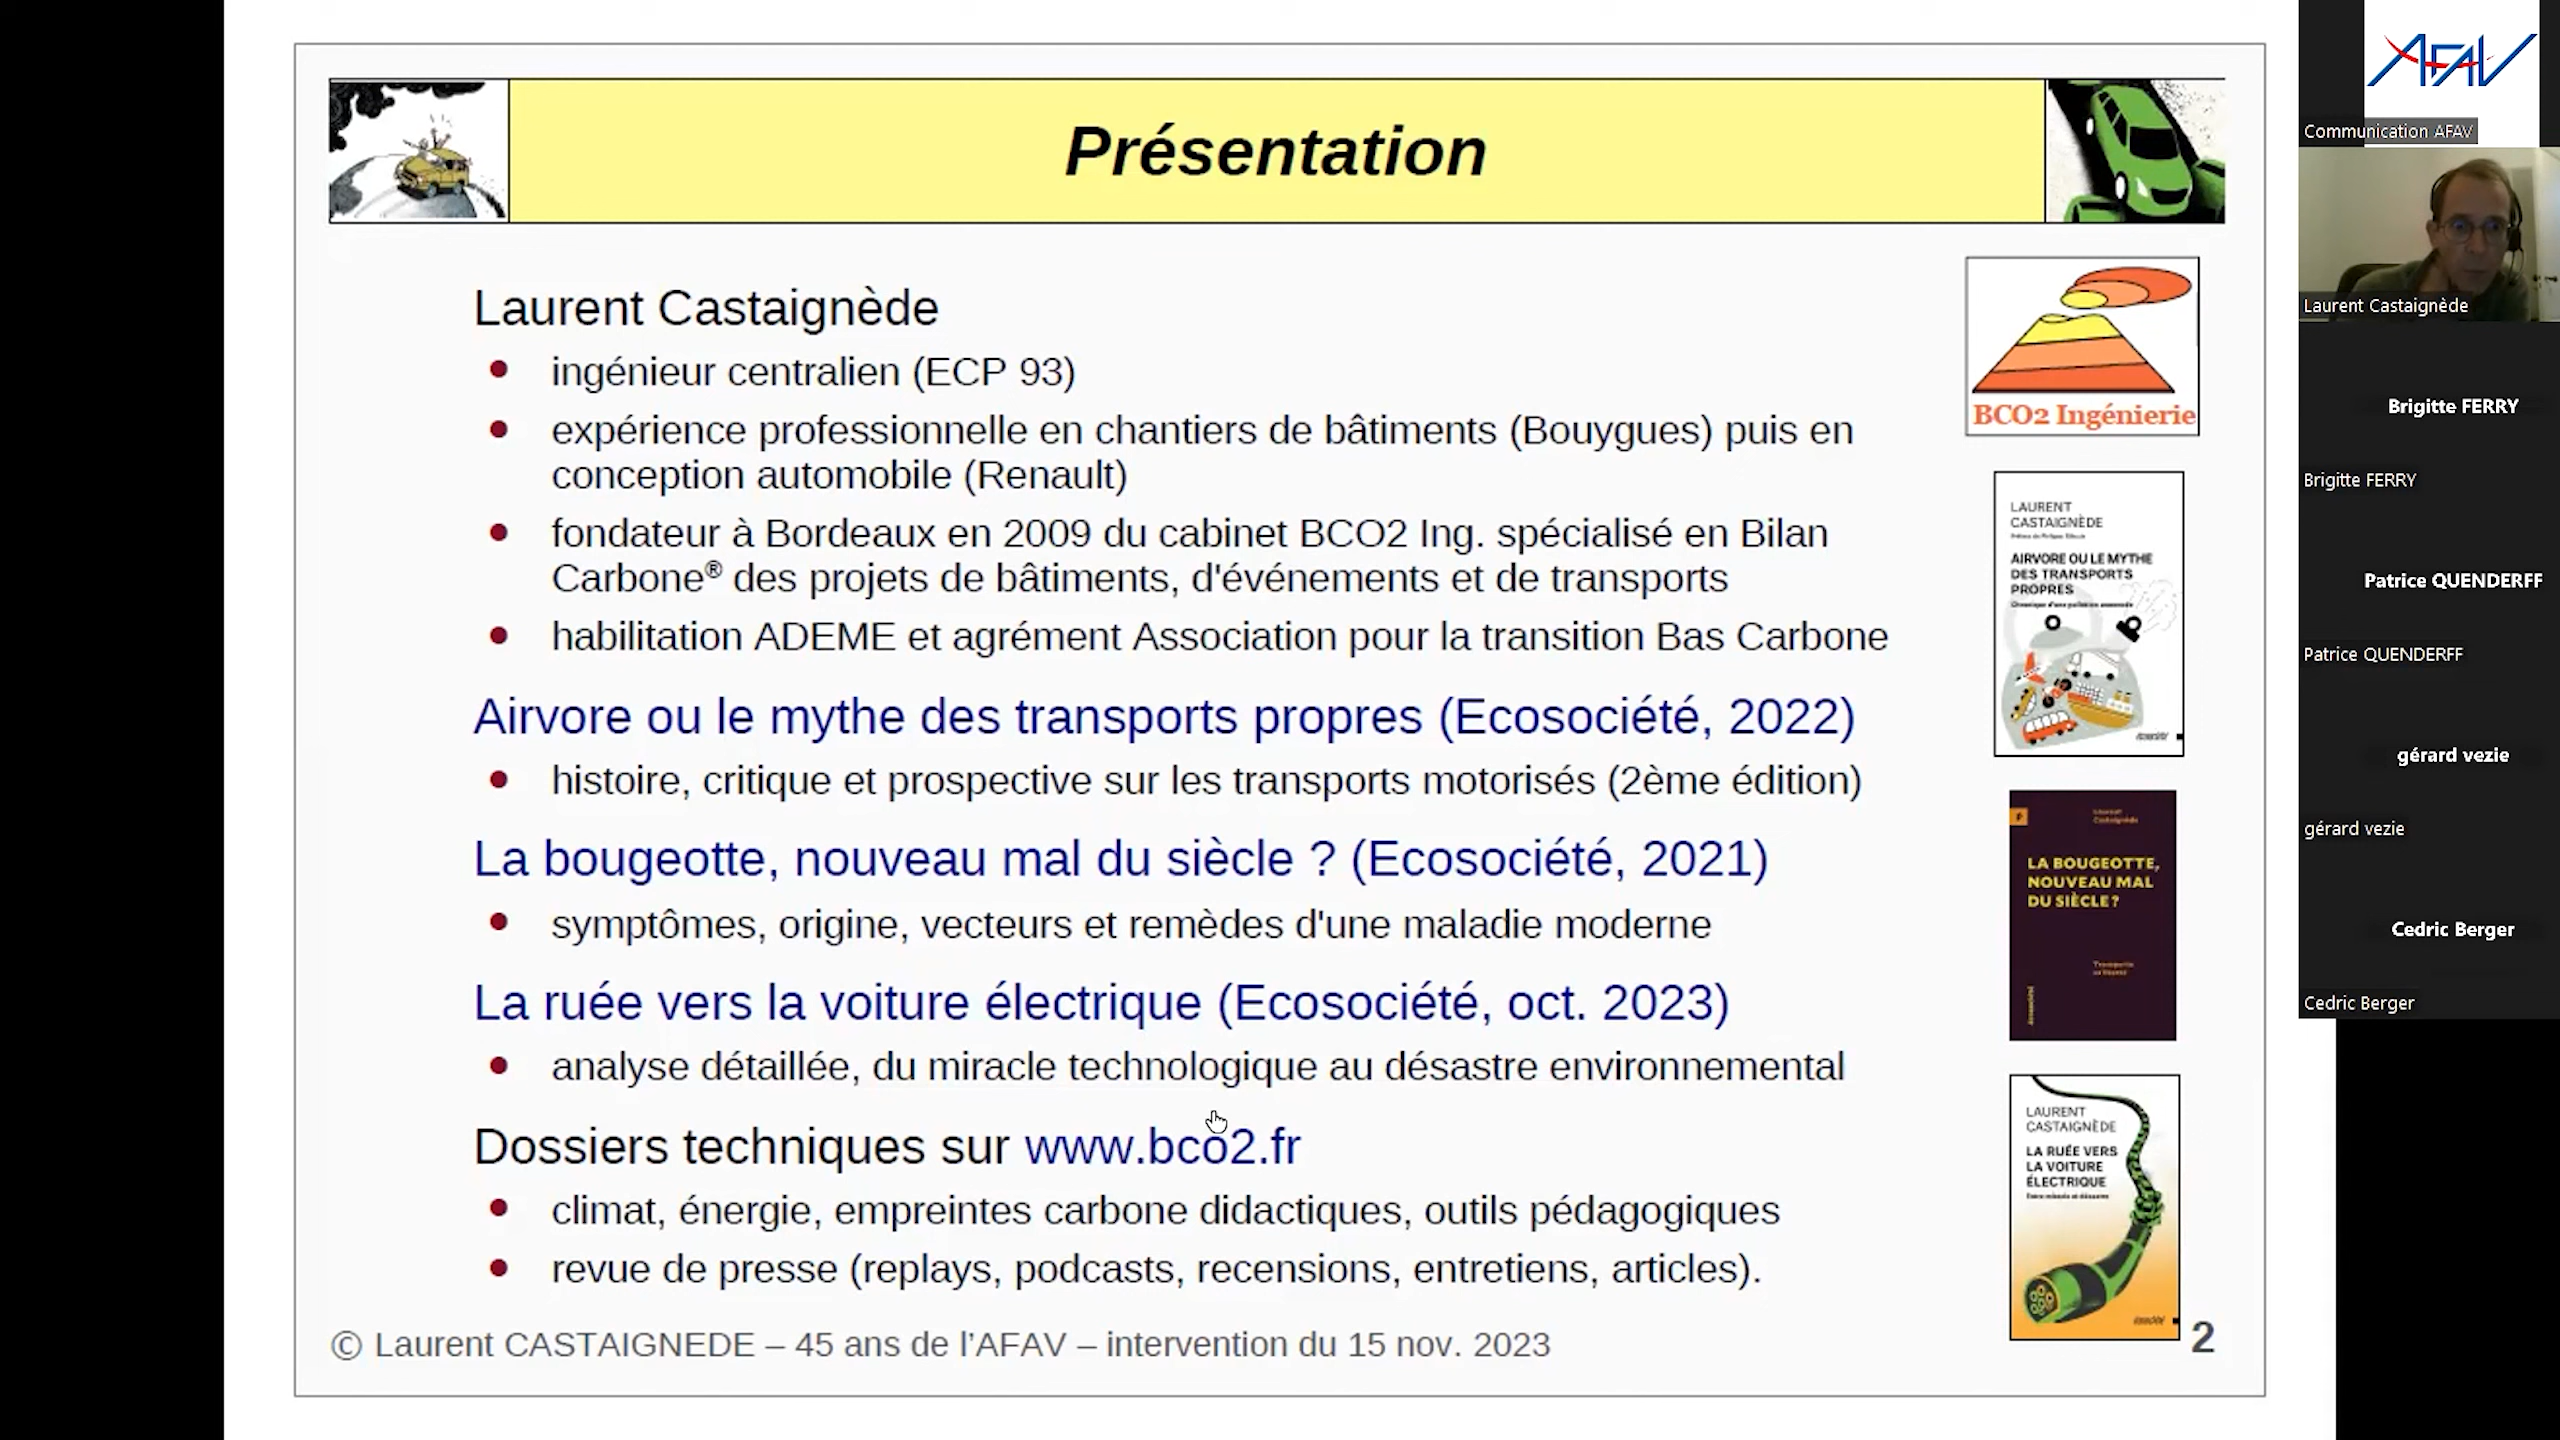 Présentation
Laurent Castaignède
ingénieur centralien (ECP 93)
expérience professionnelle en chantiers de bâtiments (Bouygues) puis en
conception automobile (Renault)
fondateur à Bordeaux en 2009 du cabinet BCO2 Ing. spécialisé en Bilan
Carbone® des projets de bâtiments, d'événements et de transports
habilitation ADEME et agrément Association pour la transition Bas Carbone
Airvore ou le mythe des transports propres (Ecosociété, 2022)
histoire, critique et prospective sur les transports motorisés (2ème édition)
La bougeotte, nouveau mal du siècle ? (Ecosociété, 2021)
symptômes, origine, vecteurs et remèdes d'une maladie moderne
La ruée vers la voiture électrique (Ecosociété, oct. 2023)
analyse détaillée, du miracle technologique au désastre environnemental
Dossiers techniques sur www.bco2.fr
climat, énergie, empreintes carbone didactiques, outils pédagogiques
revue de presse (replays, podcasts, recensions, entretiens, articles).
© Laurent CASTAIGNEDE – 45 ans de l'AFAV – intervention du 15 nov. 2023
2
BCO2 Ingénierie
LAURENT
CASTAIGNÈDE
AIRVORE OU LE MYTHE
DES TRANSPORTS
PROPRES
LA BOUGEOTTE,
NOUVEAU MAL
DU SIÈCLE ?
LAURENT
CASTAIGNÈDE
LA RUÉE VERS
LA VOITURE
ÉLECTRIQUE
AFAV
Communication AFAV
Laurent Castaignède
Brigitte FERRY
Brigitte FERRY
Patrice QUENDERFF
Patrice QUENDERFF
gérard vezie
gérard vezie
Cedric Berger
Cedric Berger